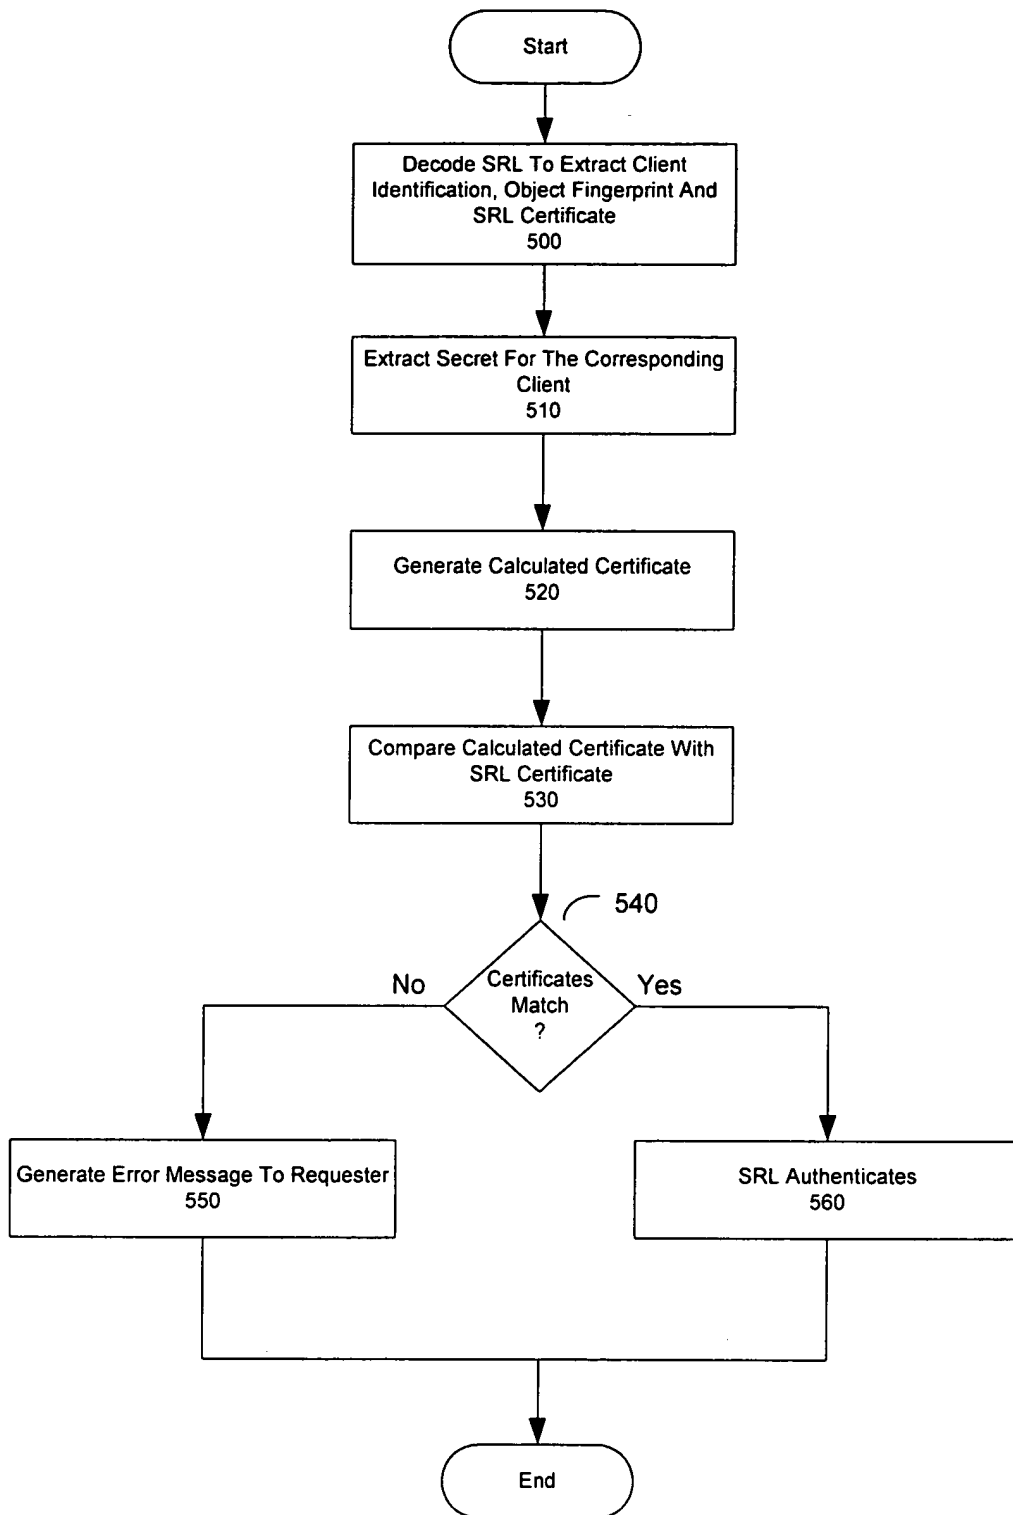 Start
Decode SRL To Extract Client
Identification, Object Fingerprint And
SRL Certificate
500
Extract Secret For The Corresponding
Client
510
Generate Calculated Certificate
520
Compare Calculated Certificate With
SRL Certificate
530
540
No
Certificates
Match
?
Yes
Generate Error Message To Requester
550
SRL Authenticates
560
End